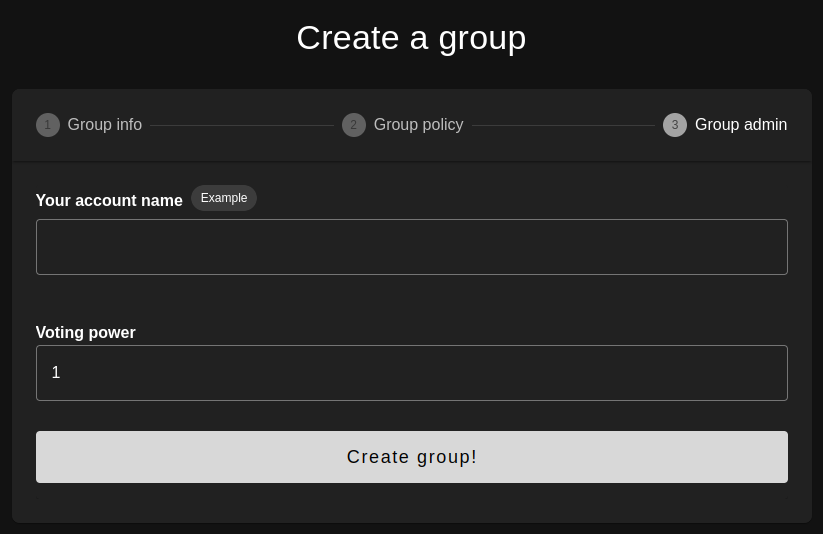 Create a group
1 Group info 2 Group policy 3 Group admin
Your account name Example
Voting power
1
Create group!